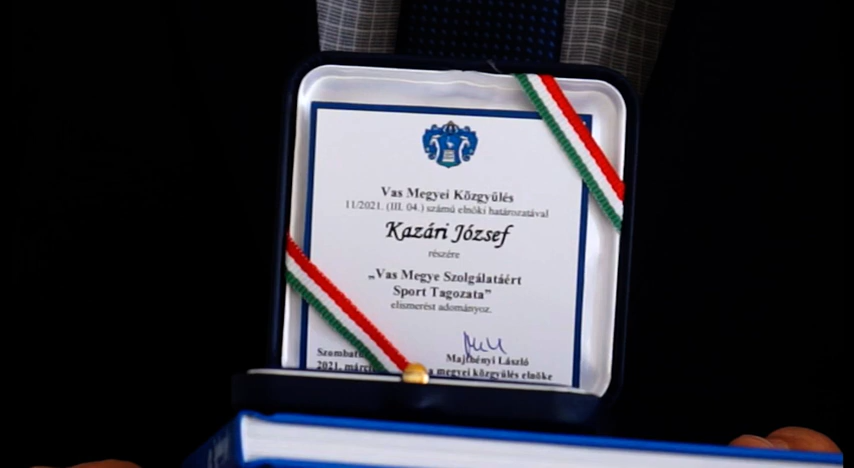 Vas Megyei Közgyűlés
11/2021. (III. 04.) számú elnöki határozatával
Kazári József
részére
„Vas Megye Szolgálatáért
Sport Tagozata”
elismerést adományoz.
Majthényi László
2021. a megyei közgyűlés elnöke